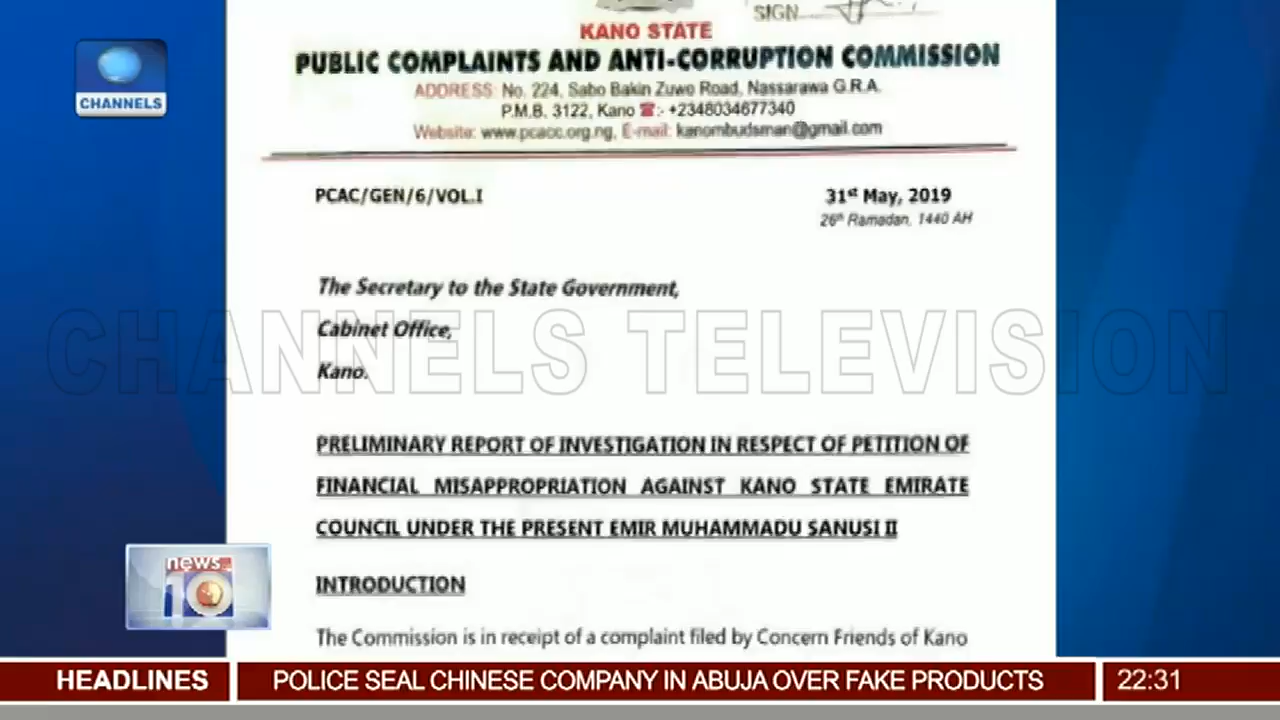 SIGN
KANO STATE
PUBLIC COMPLAINTS AND ANTI-CORRUPTION COMMISSION
ADDRESS: No. 224, Sabo Bakin Zuwo Road, Nassarawa G.R.A.
P.M.B. 3122, Kano ☎:- +2348034677340
Website: www.pcacc.org.ng, E-mail: kanombudsman@gmail.com
CHANNELS
PCAC/GEN/6/VOL.I
31st May, 2019
26th Ramadan, 1440 AH
The Secretary to the State Government,
Cabinet Office,
Kano.
CHANNELS TELEVISION
PRELIMINARY REPORT OF INVESTIGATION IN RESPECT OF PETITION OF
FINANCIAL MISAPPROPRIATION AGAINST KANO STATE EMIRATE
COUNCIL UNDER THE PRESENT EMIR MUHAMMADU SANUSI II
INTRODUCTION
The Commission is in receipt of a complaint filed by Concern Friends of Kano
news
10
HEADLINES
POLICE SEAL CHINESE COMPANY IN ABUJA OVER FAKE PRODUCTS
22:31